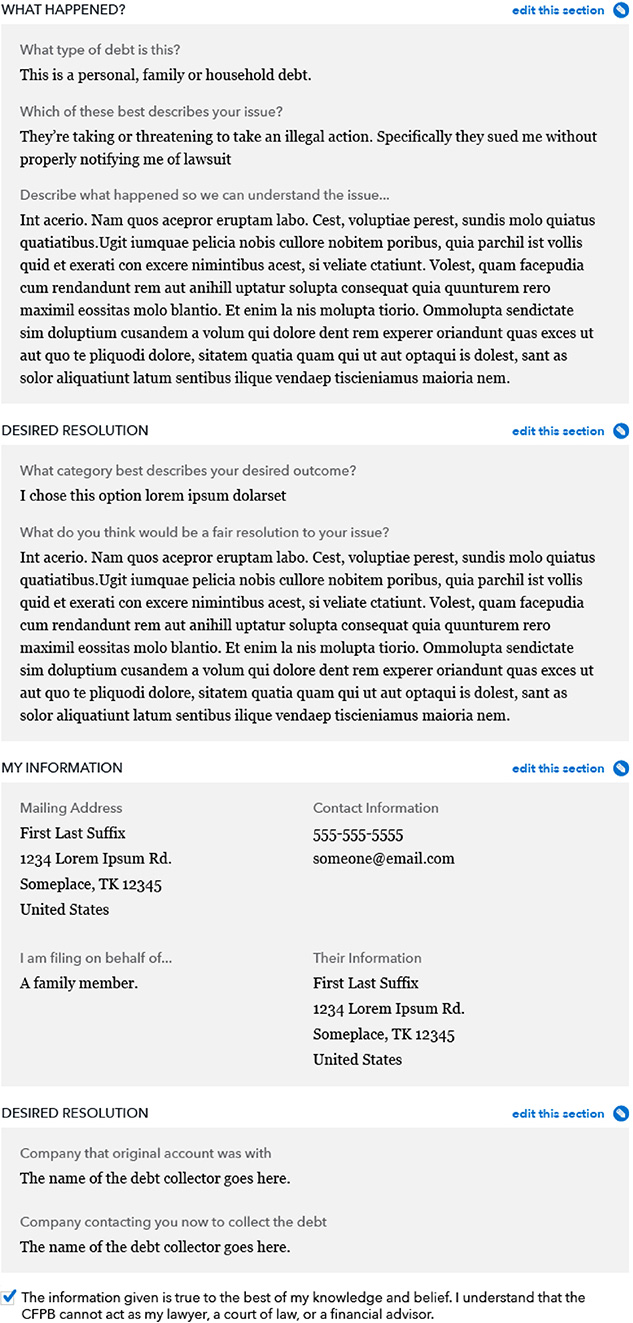 WHAT HAPPENED?
edit this section
What type of debt is this?
This is a personal, family or household debt.
Which of these best describes your issue?
They're taking or threatening to take an illegal action. Specifically they sued me without
properly notifying me of lawsuit
Describe what happened so we can understand the issue...
Int acerio. Nam quos acepror eruptam labo. Cest, voluptiae perest, sundis molo quiatus
quatiatibus.Ugit iumquae pelicia nobis cullore nobitem poribus, quia parchil ist vollis
quid et exerati con excere nimintibus acest, si veliate ctatiunt. Volest, quam facepudia
cum rendandunt rem aut anihill uptatur solupta consequat quia quunturem rero
maximil eossitas molo blantio. Et enim la nis molupta tiorio. Ommolupta sendictate
sim doluptium cusandem a volum qui dolore dent rem experer oriandunt quas exces ut
aut quo te pliquodi dolore, sitatem quatia quam qui ut aut optaqui is dolest, sant as
solor aliquatiunt latum sentibus ilique vendaep tiscieniamus maioria nem.
DESIRED RESOLUTION
edit this section
What category best describes your desired outcome?
I chose this option lorem ipsum dolarset
What do you think would be a fair resolution to your issue?
Int acerio. Nam quos acepror eruptam labo. Cest, voluptiae perest, sundis molo quiatus
quatiatibus.Ugit iumquae pelicia nobis cullore nobitem poribus, quia parchil ist vollis
quid et exerati con excere nimintibus acest, si veliate ctatiunt. Volest, quam facepudia
cum rendandunt rem aut anihill uptatur solupta consequat quia quunturem rero
maximil eossitas molo blantio. Et enim la nis molupta tiorio. Ommolupta sendictate
sim doluptium cusandem a volum qui dolore dent rem experer oriandunt quas exces ut
aut quo te pliquodi dolore, sitatem quatia quam qui ut aut optaqui is dolest, sant as
solor aliquatiunt latum sentibus ilique vendaep tiscieniamus maioria nem.
MY INFORMATION
edit this section
Mailing Address
First Last Suffix
1234 Lorem Ipsum Rd.
Someplace, TK 12345
United States
Contact Information
555-555-5555
someone@email.com
I am filing on behalf of...
A family member.
Their Information
First Last Suffix
1234 Lorem Ipsum Rd.
Someplace, TK 12345
United States
DESIRED RESOLUTION
edit this section
Company that original account was with
The name of the debt collector goes here.
Company contacting you now to collect the debt
The name of the debt collector goes here.
The information given is true to the best of my knowledge and belief. I understand that the
CFPB cannot act as my lawyer, a court of law, or a financial advisor.